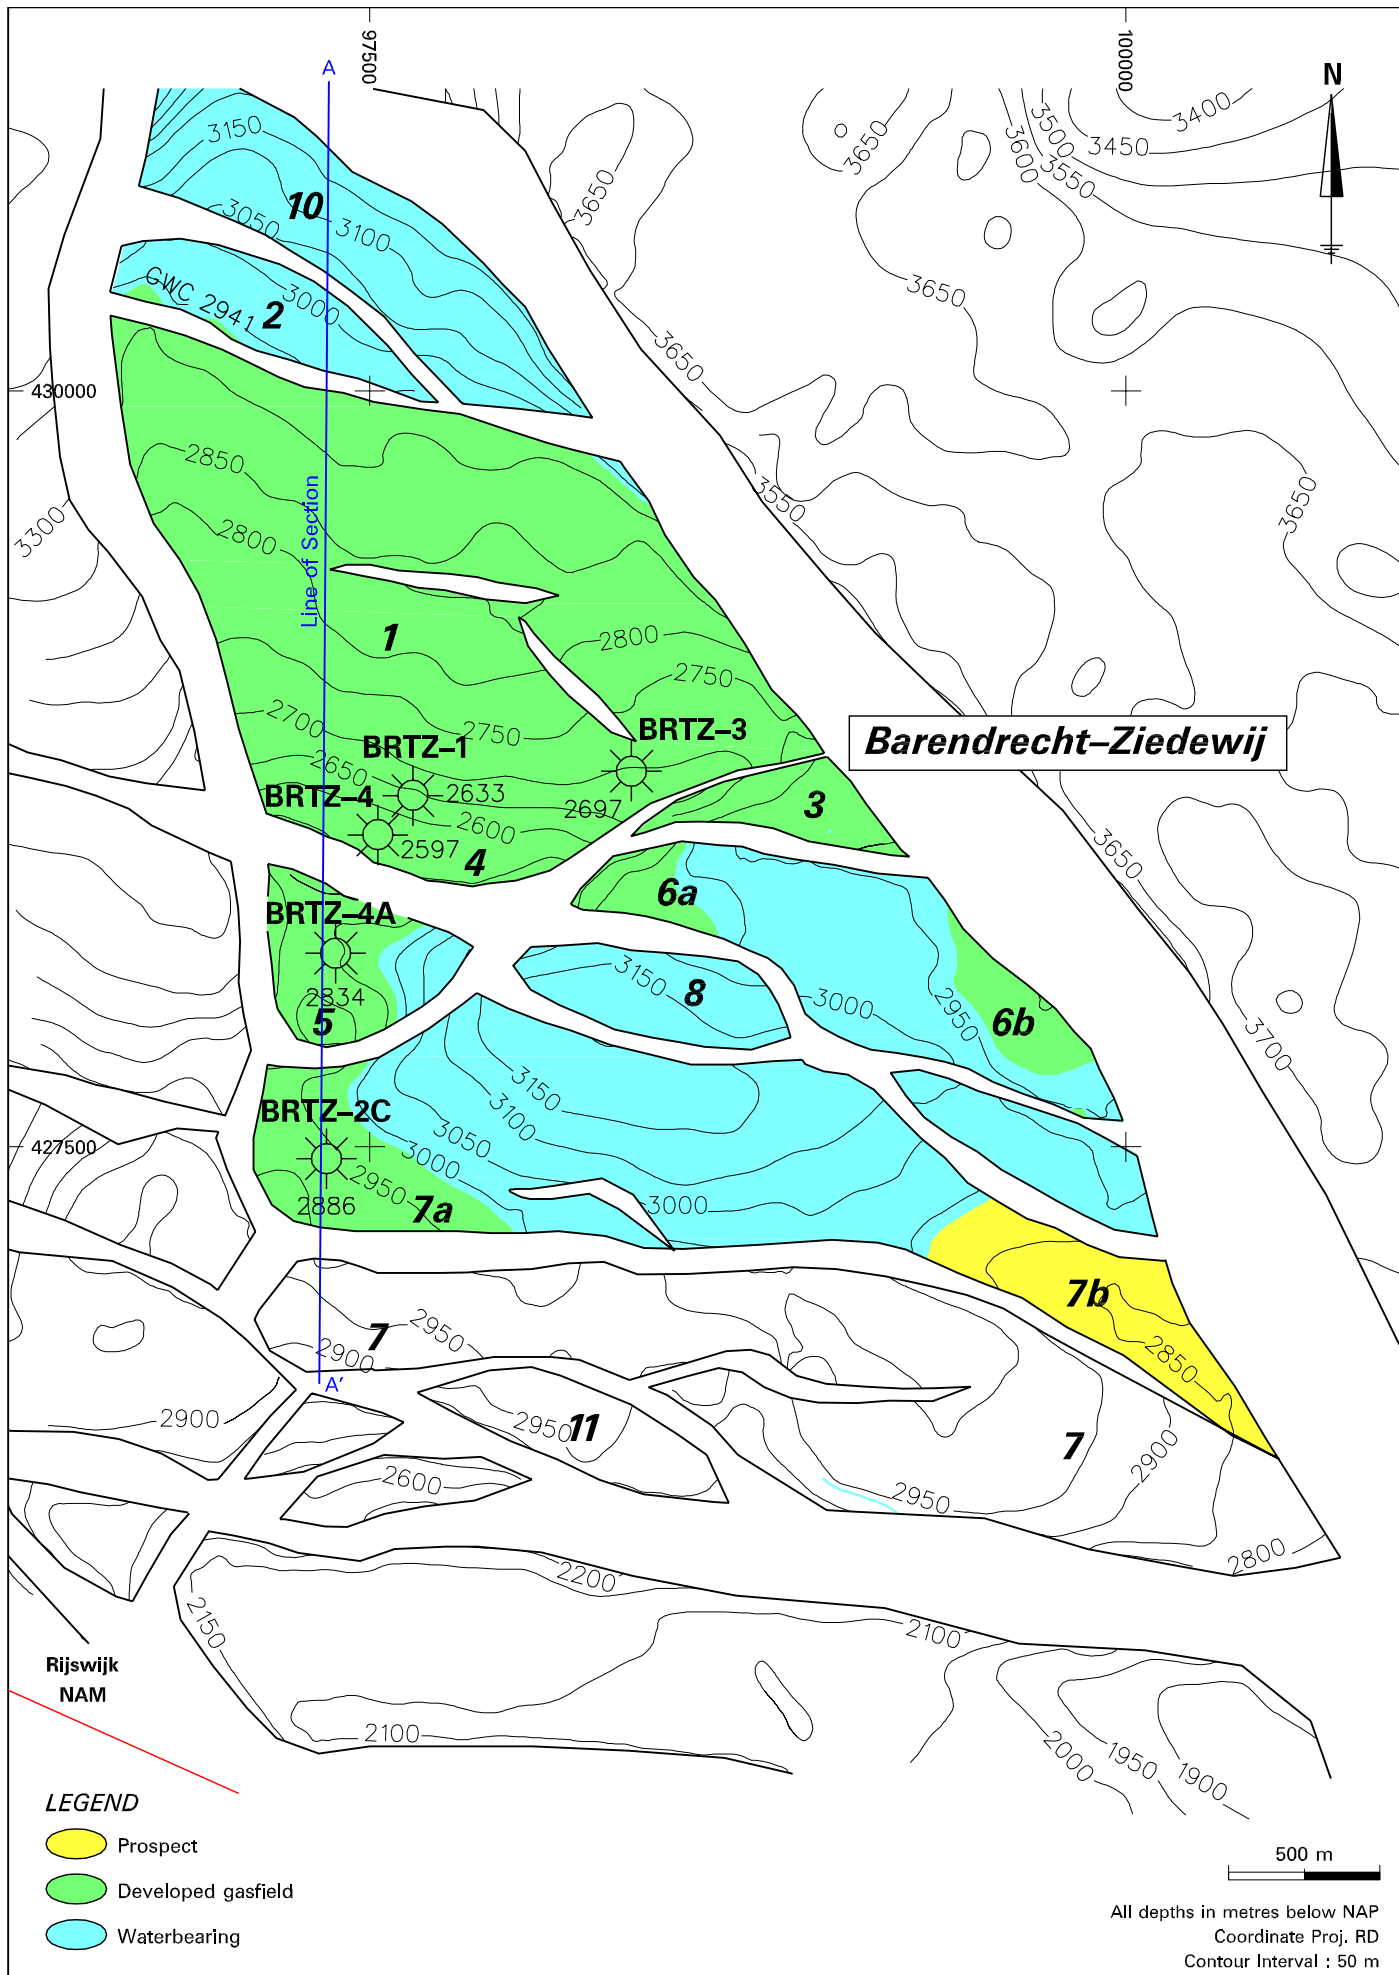 97500
100000
A
N
3150
10
3050
3100
GWC 2941
3000
2
3650
3650
3600
3500
3550
3450
3400
3650
3650
430000
3300
2850
2800
Line of Section
1
2800
2750
3550
3650
2700
2750
BRTZ–1
BRTZ–3
Barendrecht–Ziedewij
2650
2633
BRTZ–4
2697
2600
2597
4
3
3650
6a
BRTZ–4A
2834
5
3150
8
3000
2950
6b
3700
3150
3100
3050
3000
BRTZ–2C
427500
2886
2950
7a
3000
7b
2850
7
2950
2900
2900
2950
11
7
2900
2950
2600
2800
2200
2150
2100
2100
2000
1950
1900
A'
Rijswijk
NAM
LEGEND
Prospect
Developed gasfield
Waterbearing
500 m
All depths in metres below NAP
Coordinate Proj. RD
Contour Interval : 50 m